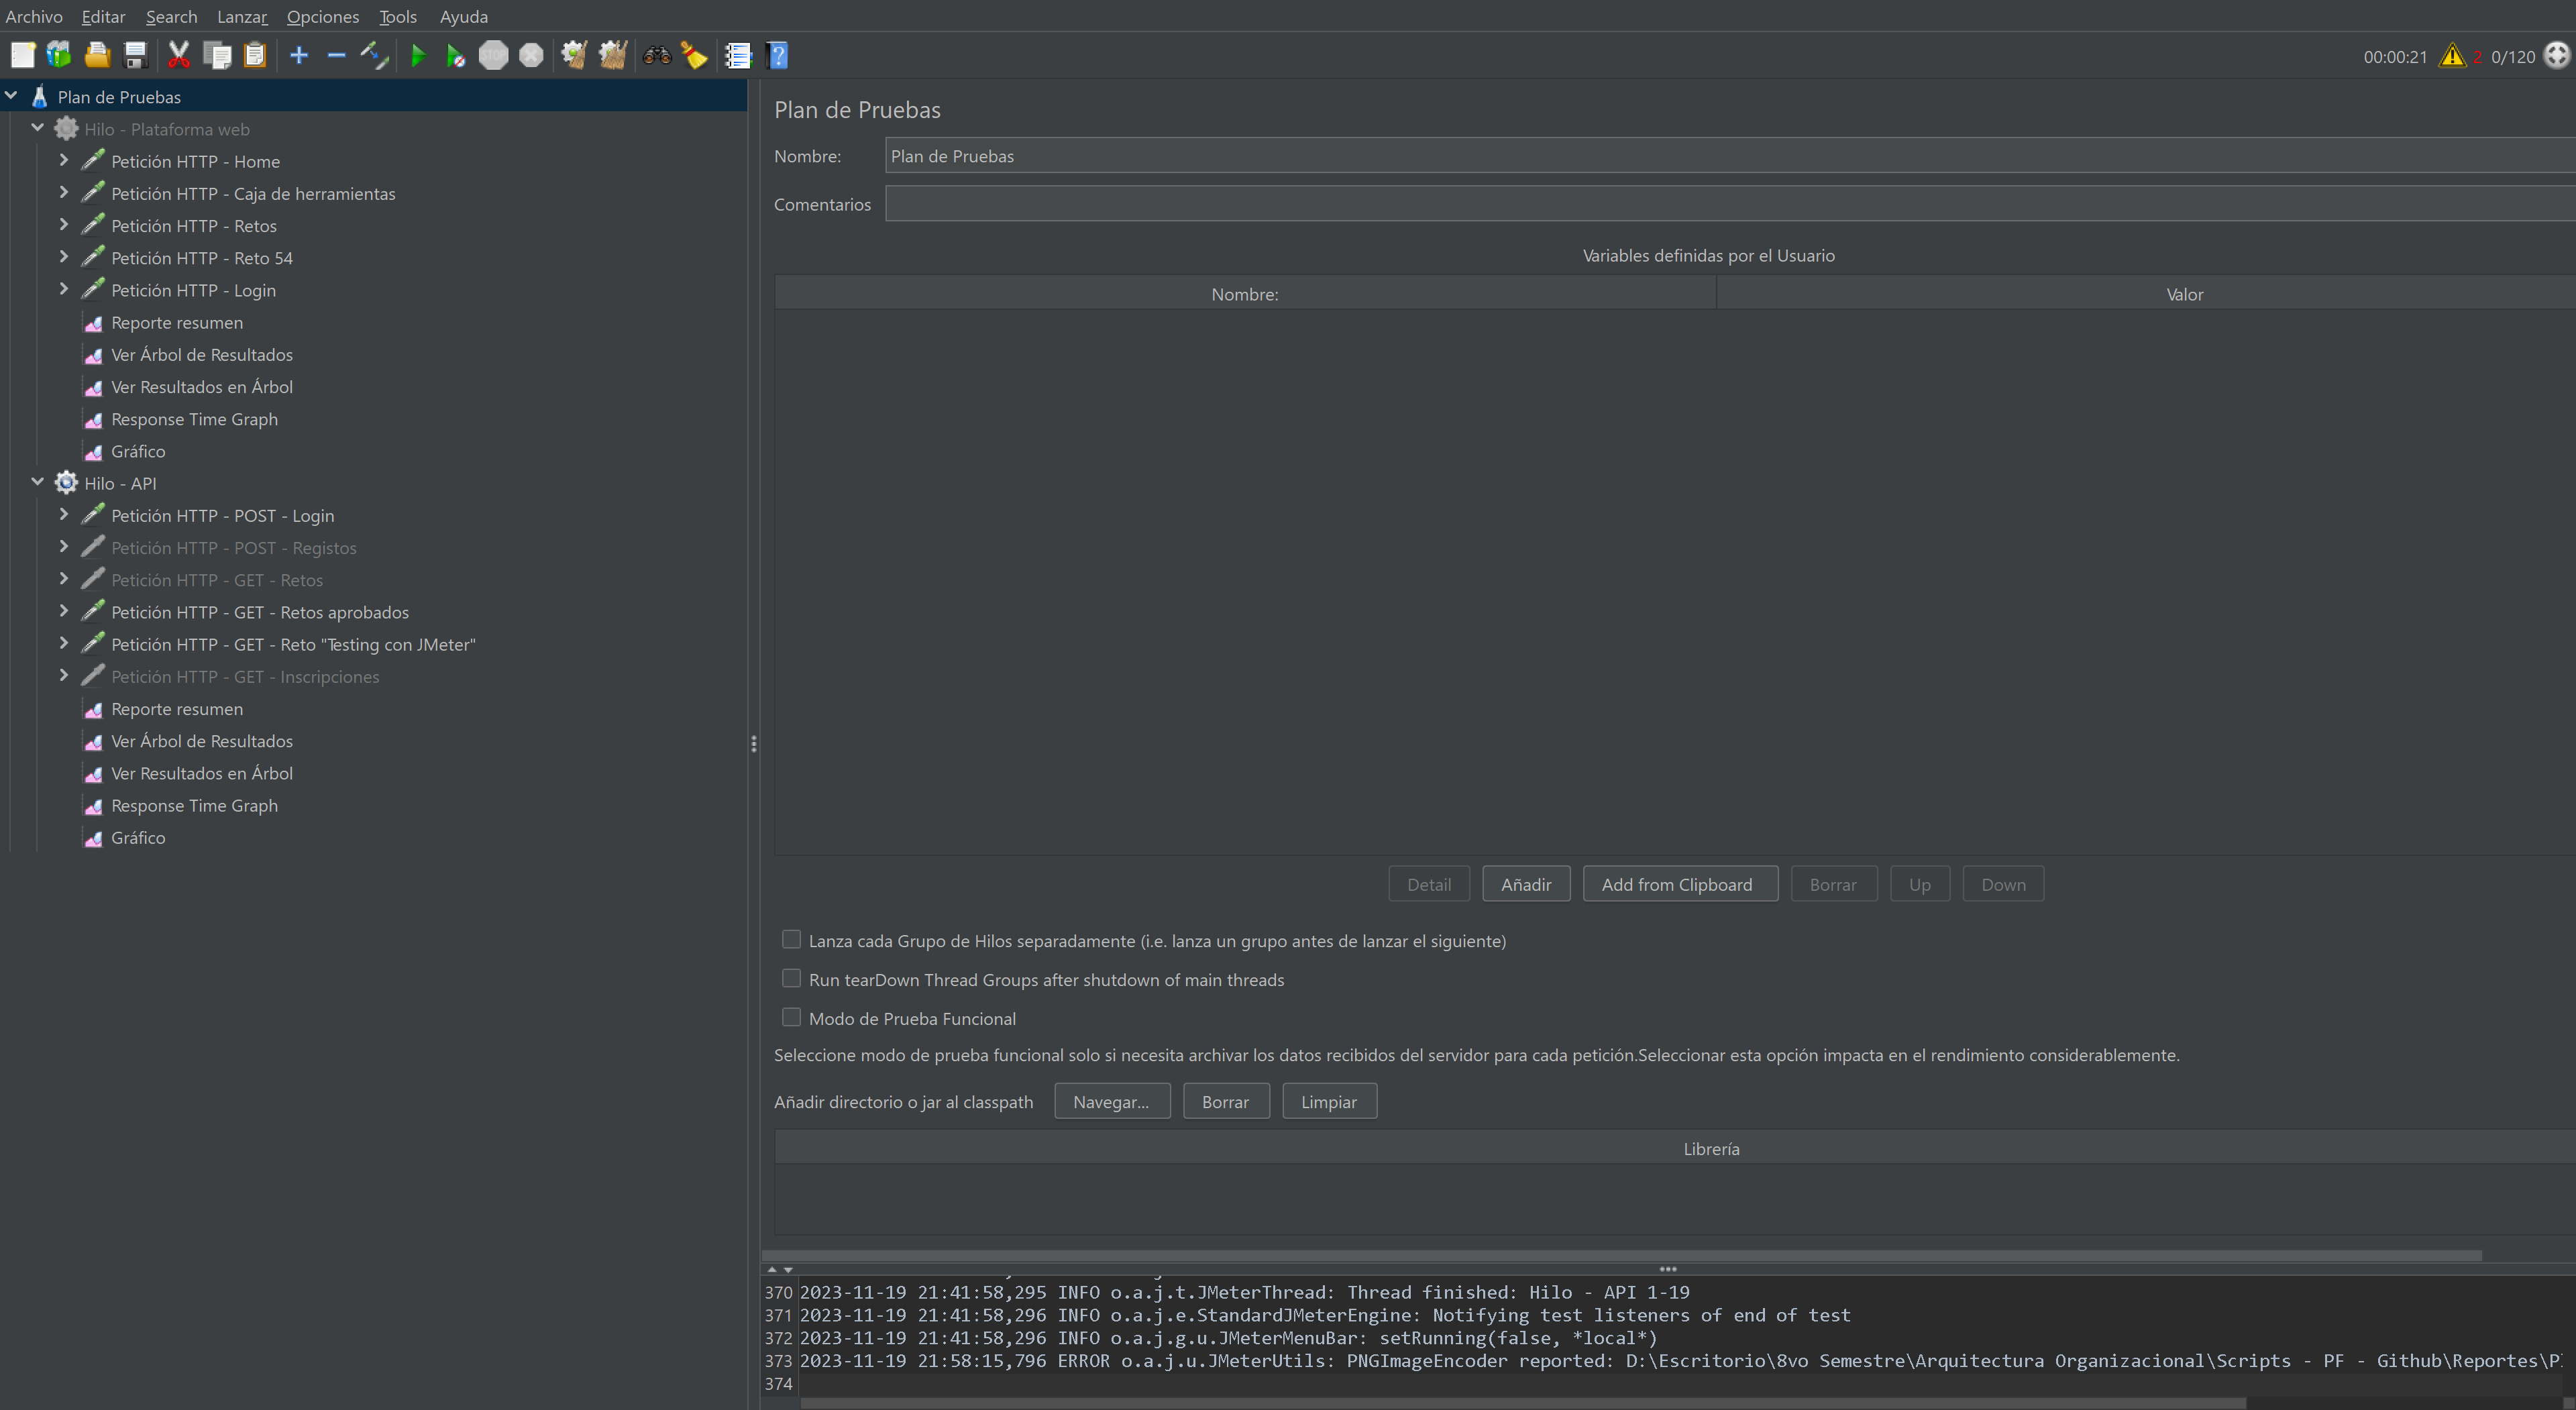 Archivo Editar Search Lanzar Opciones Tools Ayuda
STOP
00:00:21 2 0/120
Plan de Pruebas
Hilo - Plataforma web
Petición HTTP - Home
Petición HTTP - Caja de herramientas
Petición HTTP - Retos
Petición HTTP - Reto 54
Petición HTTP - Login
Reporte resumen
Ver Árbol de Resultados
Ver Resultados en Árbol
Response Time Graph
Gráfico
Hilo - API
Petición HTTP - POST - Login
Petición HTTP - POST - Registos
Petición HTTP - GET - Retos
Petición HTTP - GET - Retos aprobados
Petición HTTP - GET - Reto "Testing con JMeter"
Petición HTTP - GET - Inscripciones
Reporte resumen
Ver Árbol de Resultados
Ver Resultados en Árbol
Response Time Graph
Gráfico
Plan de Pruebas
Nombre: Plan de Pruebas
Comentarios
Variables definidas por el Usuario
Nombre: Valor
Detail Añadir Add from Clipboard Borrar Up Down
Lanza cada Grupo de Hilos separadamente (i.e. lanza un grupo antes de lanzar el siguiente)
Run tearDown Thread Groups after shutdown of main threads
Modo de Prueba Funcional
Seleccione modo de prueba funcional solo si necesita archivar los datos recibidos del servidor para cada petición.Seleccionar esta opción impacta en el rendimiento considerablemente.
Añadir directorio o jar al classpath Navegar... Borrar Limpiar
Librería
370 2023-11-19 21:41:58,295 INFO o.a.j.t.JMeterThread: Thread finished: Hilo - API 1-19
371 2023-11-19 21:41:58,296 INFO o.a.j.e.StandardJMeterEngine: Notifying test listeners of end of test
372 2023-11-19 21:41:58,296 INFO o.a.j.g.u.JMeterMenuBar: setRunning(false, *local*)
373 2023-11-19 21:58:15,796 ERROR o.a.j.u.JMeterUtils: PNGImageEncoder reported: D:\Escritorio\8vo Semestre\Arquitectura Organizacional\Scripts - PF - Github\Reportes\P
374